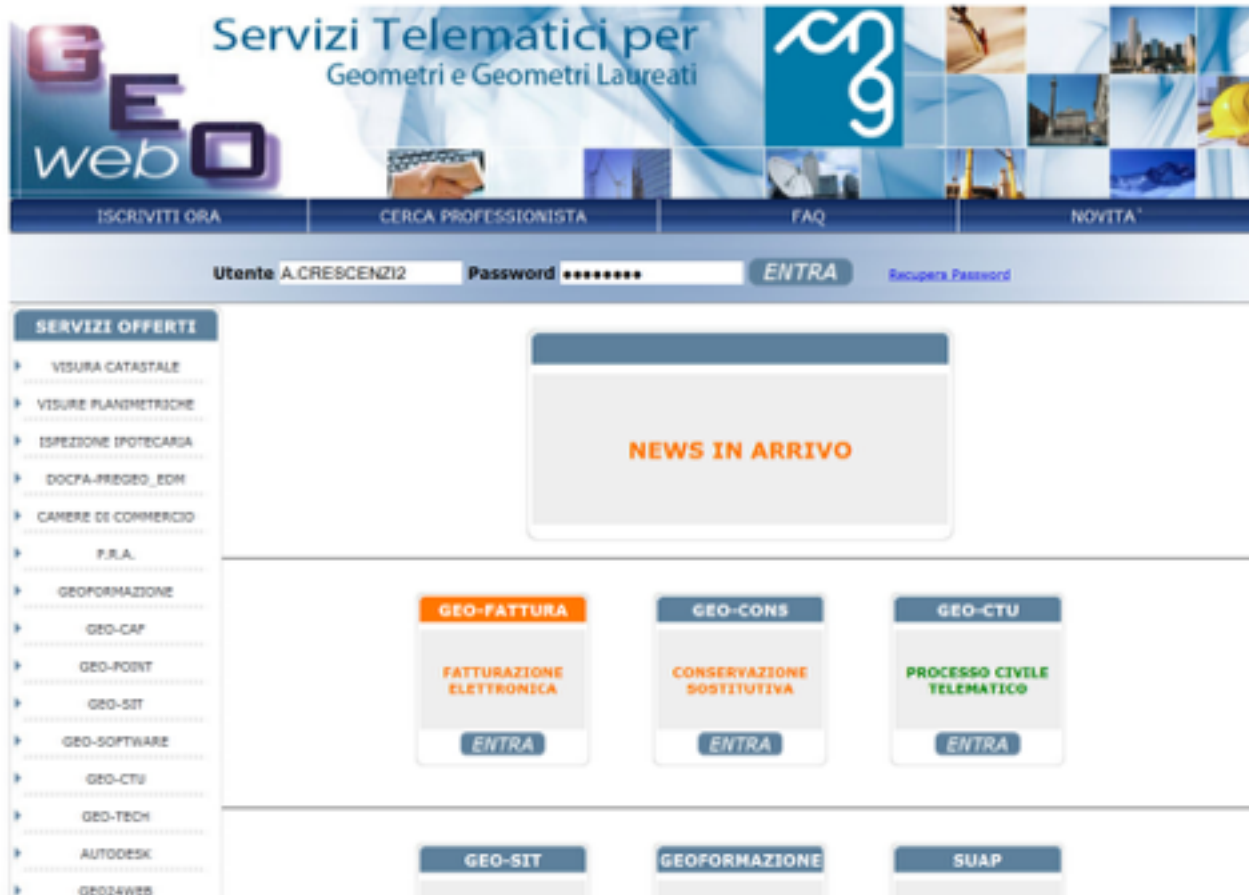 GEO
web
Servizi Telematici per
Geometri e Geometri Laureati
cng
ISCRIVITI ORA
CERCA PROFESSIONISTA
FAQ
NOVITA'
Utente A.CRESCENZI2 Password •••••••• ENTRA Recupera Password
SERVIZI OFFERTI
VISURA CATASTALE
VISURE PLANIMETRICHE
ISPEZIONE IPOTECARIA
DOCFA-PREGEO_EDM
CAMERE DI COMMERCIO
P.R.A.
GEOFORMAZIONE
GEO-CAF
GEO-POINT
GEO-SIT
GEO-SOFTWARE
GEO-CTU
GEO-TECH
AUTODESK
GEO24WEB
NEWS IN ARRIVO
GEO-FATTURA
FATTURAZIONE
ELETTRONICA
ENTRA
GEO-CONS
CONSERVAZIONE
SOSTITUTIVA
ENTRA
GEO-CTU
PROCESSO CIVILE
TELEMATICO
ENTRA
GEO-SIT
GEOFORMAZIONE
SUAP